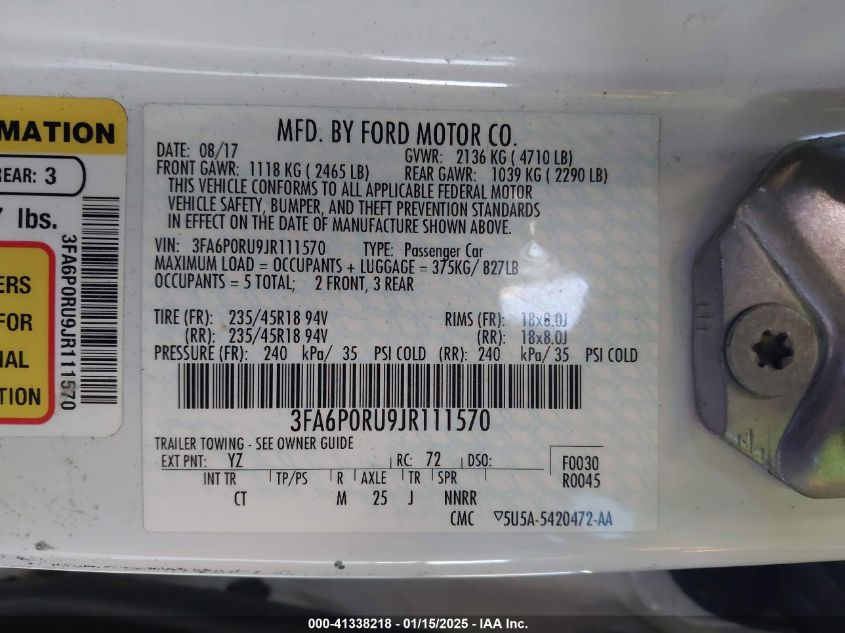 RMATION
REAR: 3
7 lbs.
3FA6P0RU9JR111570
ERS
FOR
IAL
TION
MFD. BY FORD MOTOR CO.
DATE: 08/17 GVWR: 2136 KG ( 4710 LB)
FRONT GAWR: 1118 KG ( 2465 LB) REAR GAWR: 1039 KG ( 2290 LB)
THIS VEHICLE CONFORMS TO ALL APPLICABLE FEDERAL MOTOR
VEHICLE SAFETY, BUMPER, AND THEFT PREVENTION STANDARDS
IN EFFECT ON THE DATE OF MANUFACTURE SHOWN ABOVE.
VIN: 3FA6P0RU9JR111570 TYPE: Passenger Car
MAXIMUM LOAD = OCCUPANTS + LUGGAGE = 375KG/ 827LB
OCCUPANTS = 5 TOTAL; 2 FRONT, 3 REAR
TIRE (FR): 235/45R18 94V RIMS (FR): 18x8.0J
(RR): 235/45R18 94V (RR): 18x8.0J
PRESSURE (FR): 240 kPa/ 35 PSI COLD (RR): 240 kPa/ 35 PSI COLD
3FA6P0RU9JR111570
TRAILER TOWING - SEE OWNER GUIDE
EXT PNT: YZ RC: 72 DSO: F0030
INT TR TP/PS R AXLE TR SPR R0045
CT M 25 J NNRR
CMC ▽5U5A-5420472-AA
000-41338218 - 01/15/2025 - IAA Inc.